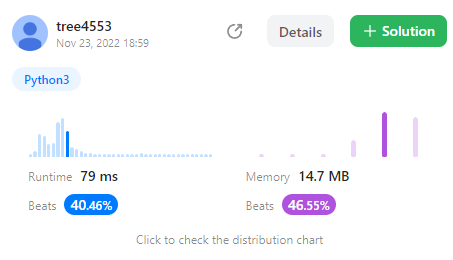 tree4553
Nov 23, 2022 18:59
Details
+ Solution
Python3
Runtime 79 ms
Memory 14.7 MB
Beats 40.46%
Beats 46.55%
Click to check the distribution chart